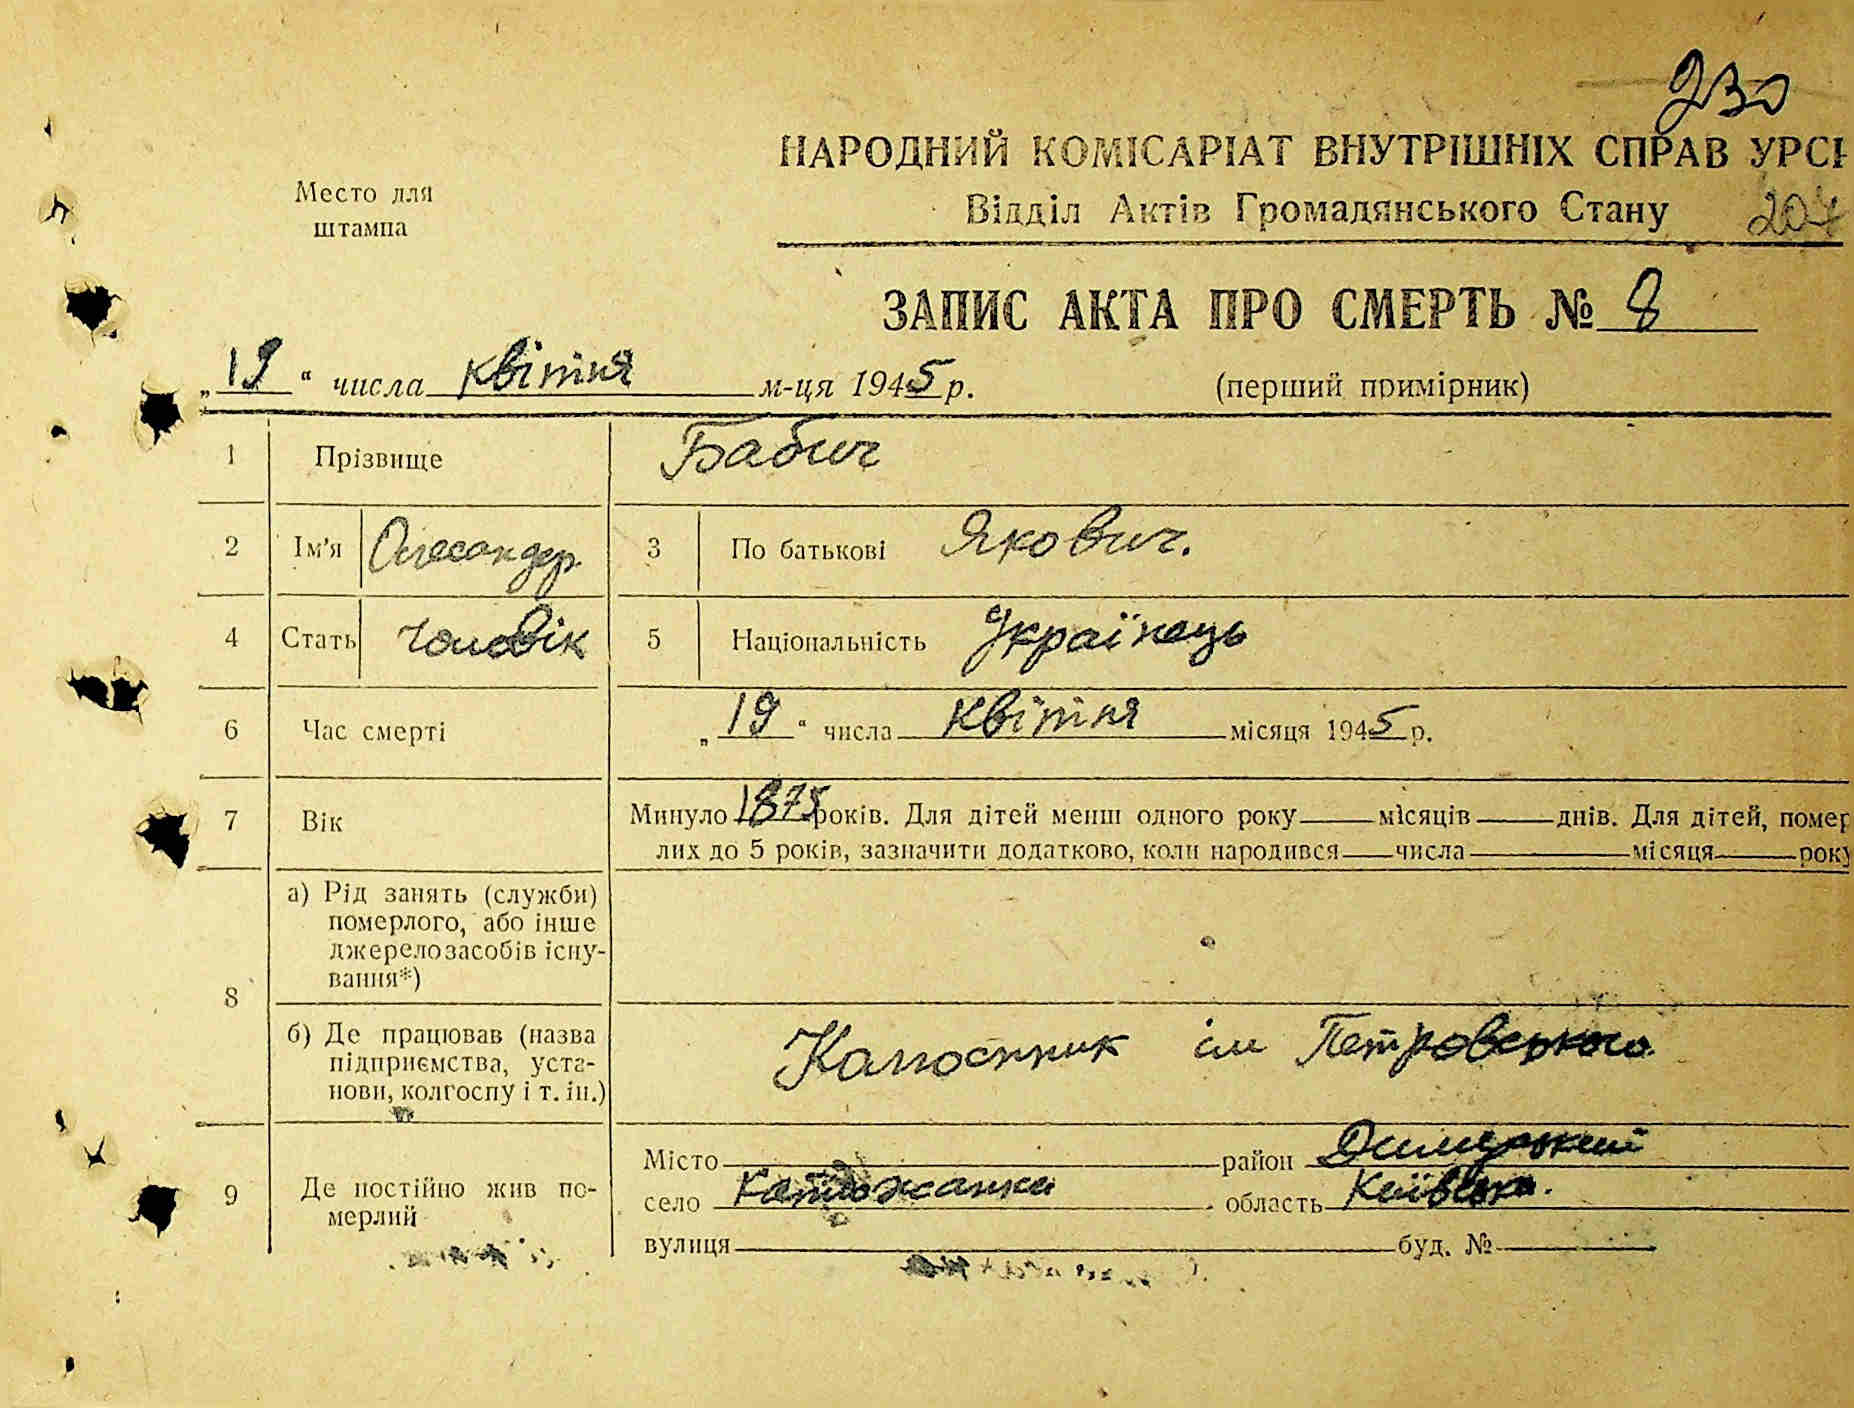 230
НАРОДНИЙ КОМІСАРІАТ ВНУТРІШНІХ СПРАВ УРСР
Место для штампа
Відділ Актів Громадянського Стану 204
ЗАПИС АКТА ПРО СМЕРТЬ № 8
„19“ числа квітня м-ця 1945 р. (перший примірник)
1 Прізвище Бабич
2 Ім'я Олександер 3 По батькові Якович.
4 Стать чоловік 5 Національність Українець
6 Час смерті „19“ числа квітня місяця 1945 р.
7 Вік Минуло 1875 років. Для дітей менш одного року місяців днів. Для дітей, помер
лих до 5 років, зазначити додатково, коли народився числа місяця року
8 а) Рід занять (служби)
померлого, або інше
джерело засобів існу-
вання*)
б) Де працював (назва
підприємства, уста-
нови, колгоспу і т. ін.)
Колгоспник ім Петровського
9 Де постійно жив по-
мерлий
Місто район Димерський
село Катюжанка область Київська.
вулиця буд. №